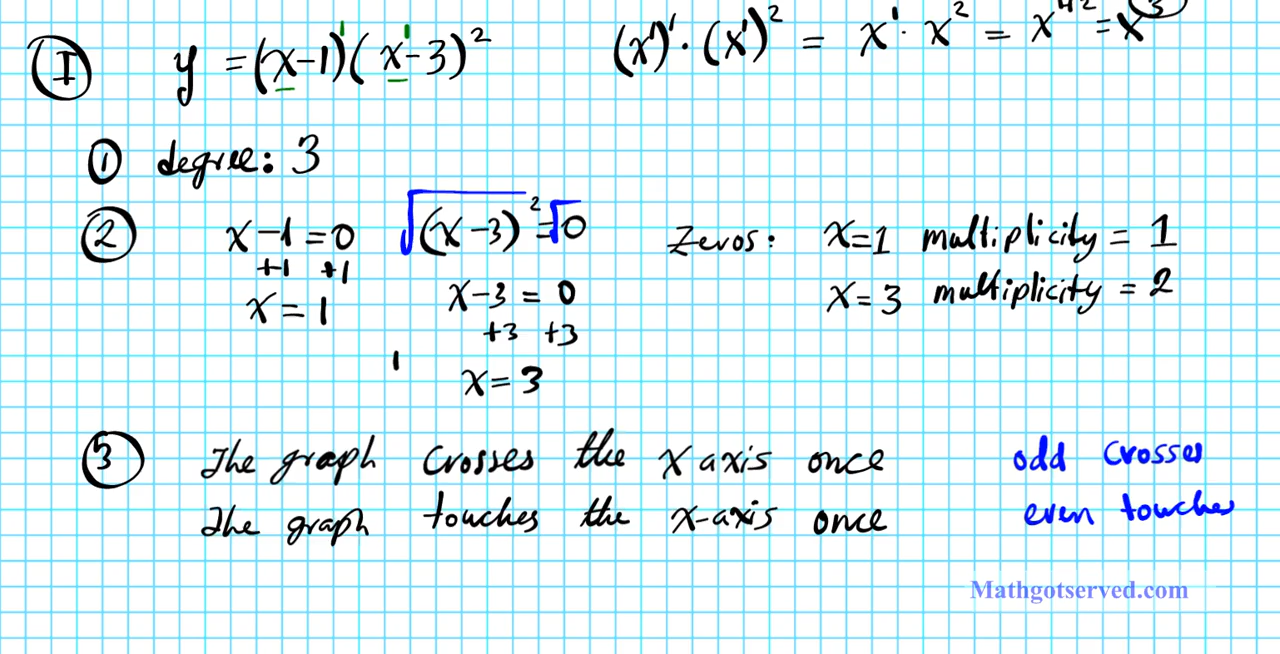 I y = (x-1)¹(x¹-3)² (x¹)¹ · (x¹)² = x¹ · x² = x¹⁺² = x³
① degree: 3
② x-1=0 √(x-3)² = √0 Zeros: x=1 multiplicity = 1
+1 +1 x-3 = 0 x=3 multiplicity = 2
x=1 +3 +3
x=3
③ The graph crosses the x axis once odd crosses
The graph touches the x-axis once even touches
Mathgotserved.com